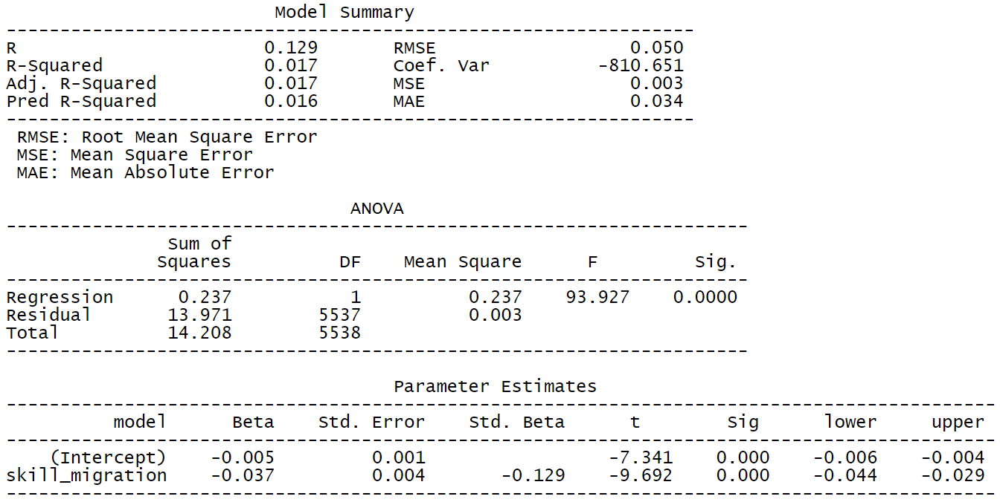 Model Summary
-----------------------------------------------------------------
R 0.129 RMSE 0.050
R-Squared 0.017 Coef. Var -810.651
Adj. R-Squared 0.017 MSE 0.003
Pred R-Squared 0.016 MAE 0.034
-----------------------------------------------------------------
RMSE: Root Mean Square Error
MSE: Mean Square Error
MAE: Mean Absolute Error
ANOVA
----------------------------------------------------------------------
Sum of
Squares DF Mean Square F Sig.
----------------------------------------------------------------------
Regression 0.237 1 0.237 93.927 0.0000
Residual 13.971 5537 0.003
Total 14.208 5538
----------------------------------------------------------------------
Parameter Estimates
--------------------------------------------------------------------------------------------
model Beta Std. Error Std. Beta t Sig lower upper
--------------------------------------------------------------------------------------------
(Intercept) -0.005 0.001 -7.341 0.000 -0.006 -0.004
skill_migration -0.037 0.004 -0.129 -9.692 0.000 -0.044 -0.029
--------------------------------------------------------------------------------------------